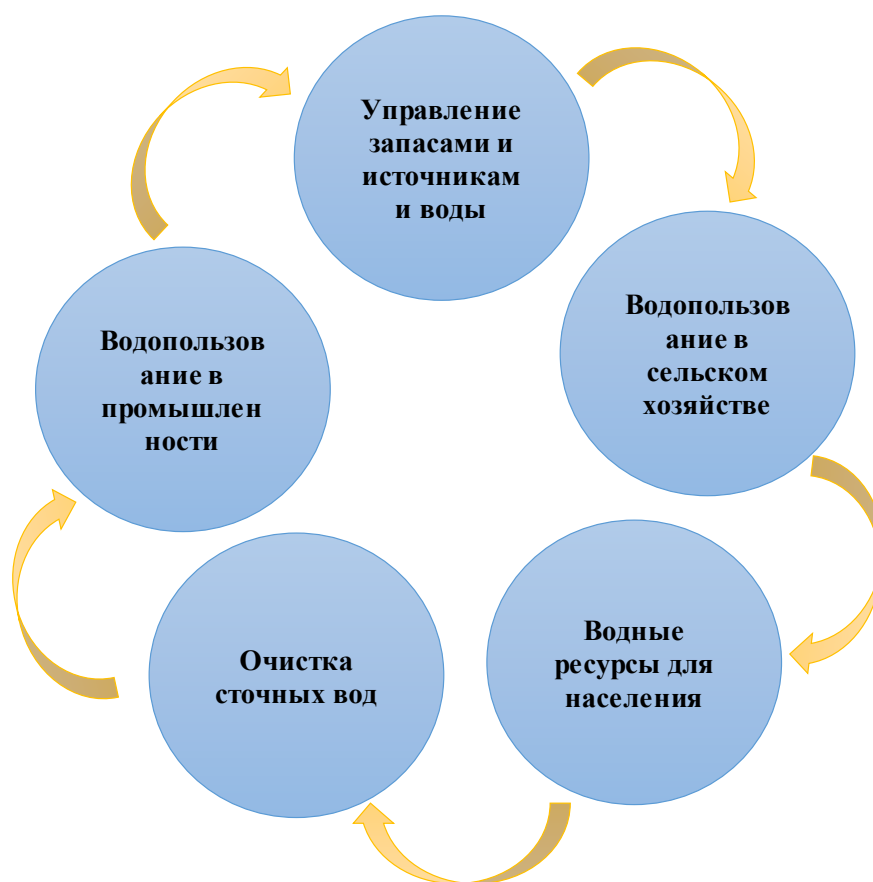 Управление
запасами и
источникам
и воды
Водопользов
ание в
сельском
хозяйстве
Водные
ресурсы для
населения
Очистка
сточных вод
Водопользов
ание в
промышлен
ности